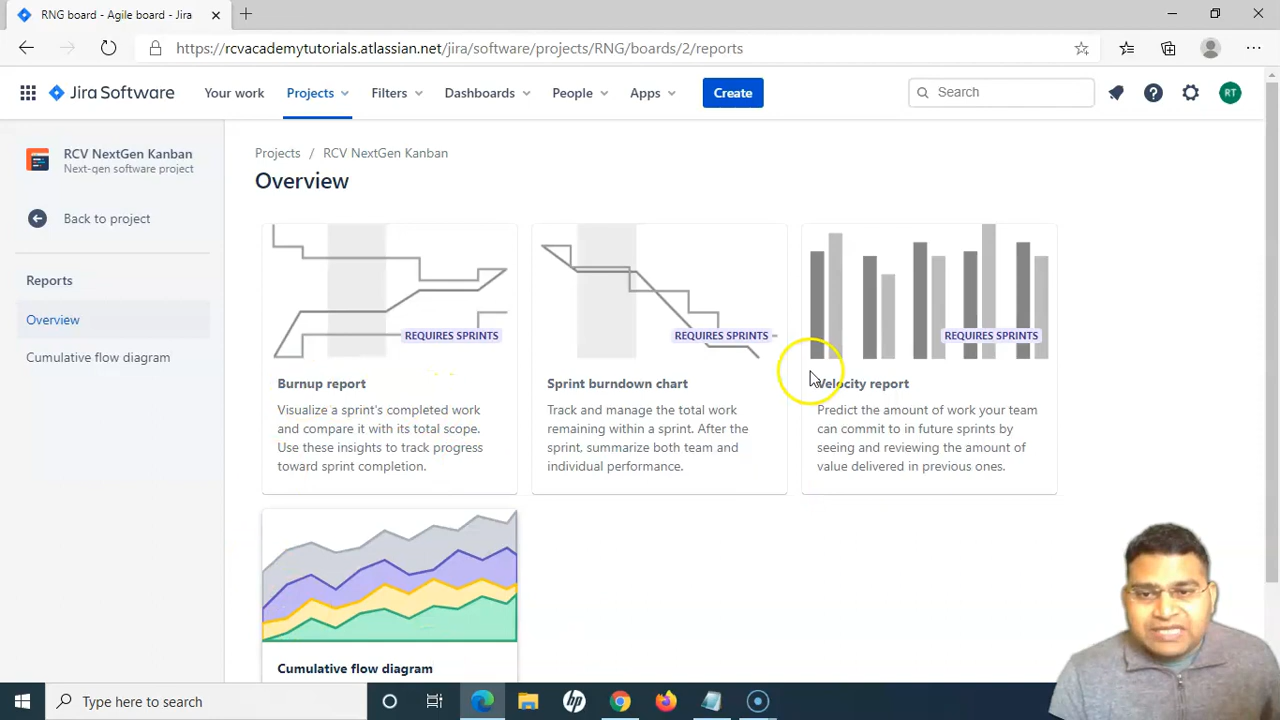 RNG board - Agile board - Jira
https://rcvacademytutorials.atlassian.net/jira/software/projects/RNG/boards/2/reports
Jira Software
Your work
Projects
Filters
Dashboards
People
Apps
Create
Search
RT
RCV NextGen Kanban
Next-gen software project
Back to project
Reports
Overview
Cumulative flow diagram
Projects / RCV NextGen Kanban
Overview
REQUIRES SPRINTS
Burnup report
Visualize a sprint's completed work
and compare it with its total scope.
Use these insights to track progress
toward sprint completion.
REQUIRES SPRINTS
Sprint burndown chart
Track and manage the total work
remaining within a sprint. After the
sprint, summarize both team and
individual performance.
REQUIRES SPRINTS
Velocity report
Predict the amount of work your team
can commit to in future sprints by
seeing and reviewing the amount of
value delivered in previous ones.
Cumulative flow diagram
Type here to search
hp